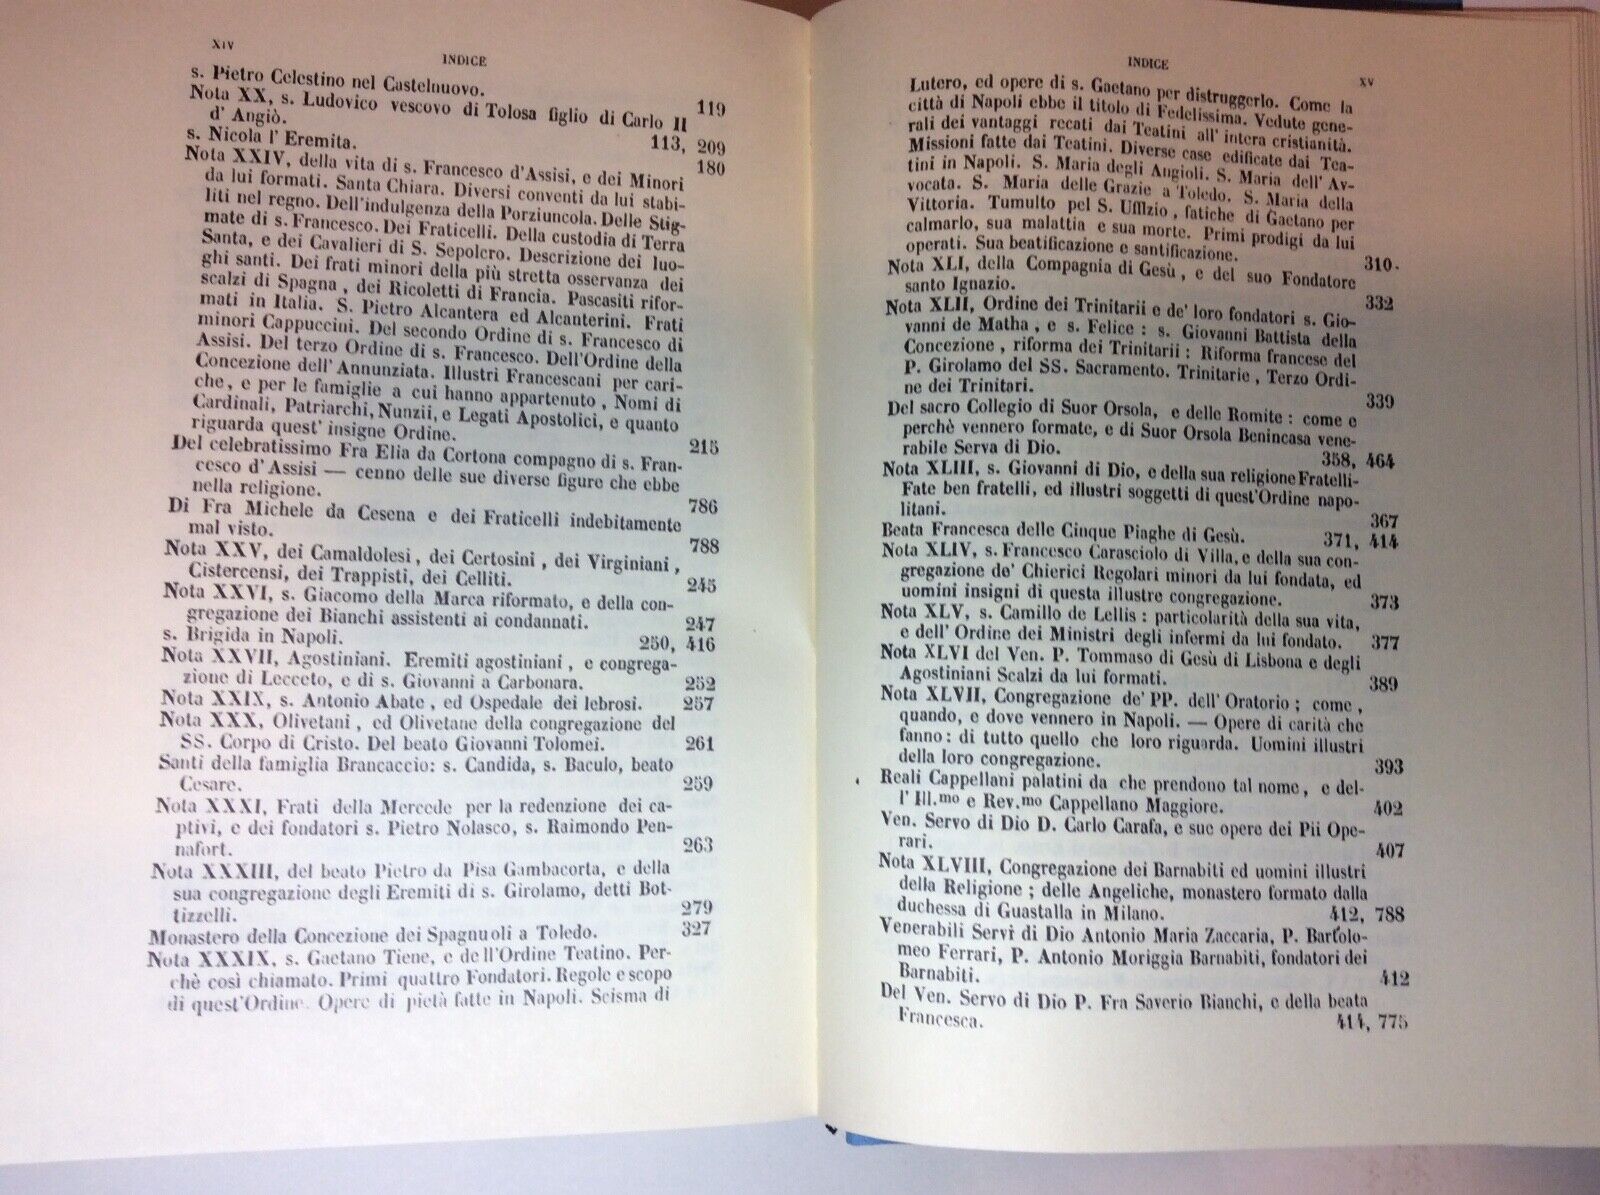 XIV
INDICE
s. Pietro Celestino nel Castelnuovo. 119
Nota XX, s. Ludovico vescovo di Tolosa figlio di Carlo II
d' Angiò. 113, 209
s. Nicola l' Eremita. 180
Nota XXIV, della vita di s. Francesco d'Assisi, e dei Minori
da lui formati. Santa Chiara. Diversi conventi da lui stabi-
liti nel regno. Dell'indulgenza della Porziuncola. Delle Stig-
mate di s. Francesco. Dei Fraticelli. Della custodia di Terra
Santa, e dei Cavalieri di S. Sepolcro. Descrizione dei luo-
ghi santi. Dei frati minori della più stretta osservanza dei
scalzi di Spagna, dei Ricoletti di Francia. Pascasiti rifor-
mati in Italia. S. Pietro Alcantera ed Alcanterini. Frati
minori Cappuccini. Del secondo Ordine di s. Francesco di
Assisi. Del terzo Ordine di s. Francesco. Dell'Ordine della
Concezione dell' Annunziata. Illustri Francescani per cari-
che, e per le famiglie a cui hanno appartenuto, Nomi di
Cardinali, Patriarchi, Nunzii, e Legati Apostolici, e quanto
riguarda quest' insigne Ordine. 215
Del celebratissimo Fra Elia da Cortona compagno di s. Fran-
cesco d' Assisi — cenno delle sue diverse figure che ebbe
nella religione. 786
Di Fra Michele da Cesena e dei Fraticelli indebitamente
mal visto. 788
Nota XXV, dei Camaldolesi, dei Certosini, dei Virginiani,
Cistercensi, dei Trappisti, dei Celliti. 245
Nota XXVI, s. Giacomo della Marca riformato, e della con-
gregazione dei Bianchi assistenti ai condannati. 247
s. Brigida in Napoli. 250, 416
Nota XXVII, Agostiniani. Eremiti agostiniani, e congrega-
zione di Lecceto, e di s. Giovanni a Carbonara. 252
Nota XXIX, s. Antonio Abate, ed Ospedale dei lebrosi. 257
Nota XXX, Olivetani, ed Olivetane della congregazione del
SS. Corpo di Cristo. Del beato Giovanni Tolomei. 261
Santi della famiglia Brancaccio: s. Candida, s. Baculo, beato
Cesare. 259
Nota XXXI, Frati della Mercede per la redenzione dei ca-
ptivi, e dei fondatori s. Pietro Nolasco, s. Raimondo Pen-
nafort. 263
Nota XXXIII, del beato Pietro da Pisa Gambacorta, e della
sua congregazione degli Eremiti di s. Girolamo, detti Bot-
tizzelli. 279
Monastero della Concezione dei Spagnuoli a Toledo. 327
Nota XXXIX, s. Gaetano Tiene, e dell'Ordine Teatino. Per-
chè così chiamato. Primi quattro Fondatori. Regole e scopo
di quest'Ordine. Opere di pietà fatte in Napoli. Scisma di
INDICE
XV
Lutero, ed opere di s. Gaetano per distruggerlo. Come la
città di Napoli ebbe il titolo di Fedelissima. Vedute gene-
rali dei vantaggi recati dai Teatini all' intera cristianità.
Missioni fatte dai Teatini. Diverse case edificate dai Tea-
tini in Napoli. S. Maria degli Angioli. S. Maria dell' Av-
vocata. S. Maria delle Grazie a Toledo. S. Maria della
Vittoria. Tumulto pel S. Uffizio, fatiche di Gaetano per
calmarlo, sua malattia e sua morte. Primi prodigi da lui
operati. Sua beatificazione e santificazione. 310
Nota XLI, della Compagnia di Gesù, e del suo Fondatore
santo Ignazio. 332
Nota XLII, Ordine dei Trinitarii e de' loro fondatori s. Gio-
vanni de Matha, e s. Felice: s. Giovanni Battista della
Concezione, riforma dei Trinitarii: Riforma francese del
P. Girolamo del SS. Sacramento. Trinitarie, Terzo Ordi-
ne dei Trinitari. 339
Del sacro Collegio di Suor Orsola, e delle Romite: come e
perchè vennero formate, e di Suor Orsola Benincasa vene-
rabile Serva di Dio. 358, 464
Nota XLIII, s. Giovanni di Dio, e della sua religione Fratelli-
Fate ben fratelli, ed illustri soggetti di quest'Ordine napo-
litani. 367
Beata Francesca delle Cinque Piaghe di Gesù. 371, 414
Nota XLIV, s. Francesco Carasciolo di Villa, e della sua con-
gregazione de' Chierici Regolari minori da lui fondata, ed
uomini insigni di questa illustre congregazione. 373
Nota XLV, s. Camillo de Lellis: particolarità della sua vita,
e dell' Ordine dei Ministri degli infermi da lui fondato. 377
Nota XLVI del Ven. P. Tommaso di Gesù di Lisbona e degli
Agostiniani Scalzi da lui formati. 389
Nota XLVII, Congregazione de' PP. dell' Oratorio; come,
quando, e dove vennero in Napoli. — Opere di carità che
fanno: di tutto quello che loro riguarda. Uomini illustri
della loro congregazione. 393
Reali Cappellani palatini da che prendono tal nome, e del-
l' Ill.mo e Rev.mo Cappellano Maggiore. 402
Ven. Servo di Dio D. Carlo Carafa, e sue opere dei Pii Ope-
rari. 407
Nota XLVIII, Congregazione dei Barnabiti ed uomini illustri
della Religione; delle Angeliche, monastero formato dalla
duchessa di Guastalla in Milano. 412, 788
Venerabili Servi di Dio Antonio Maria Zaccaria, P. Bartolo-
meo Ferrari, P. Antonio Moriggia Barnabiti, fondatori dei
Barnabiti. 412
Del Ven. Servo di Dio P. Fra Saverio Bianchi, e della beata
Francesca. 414, 775